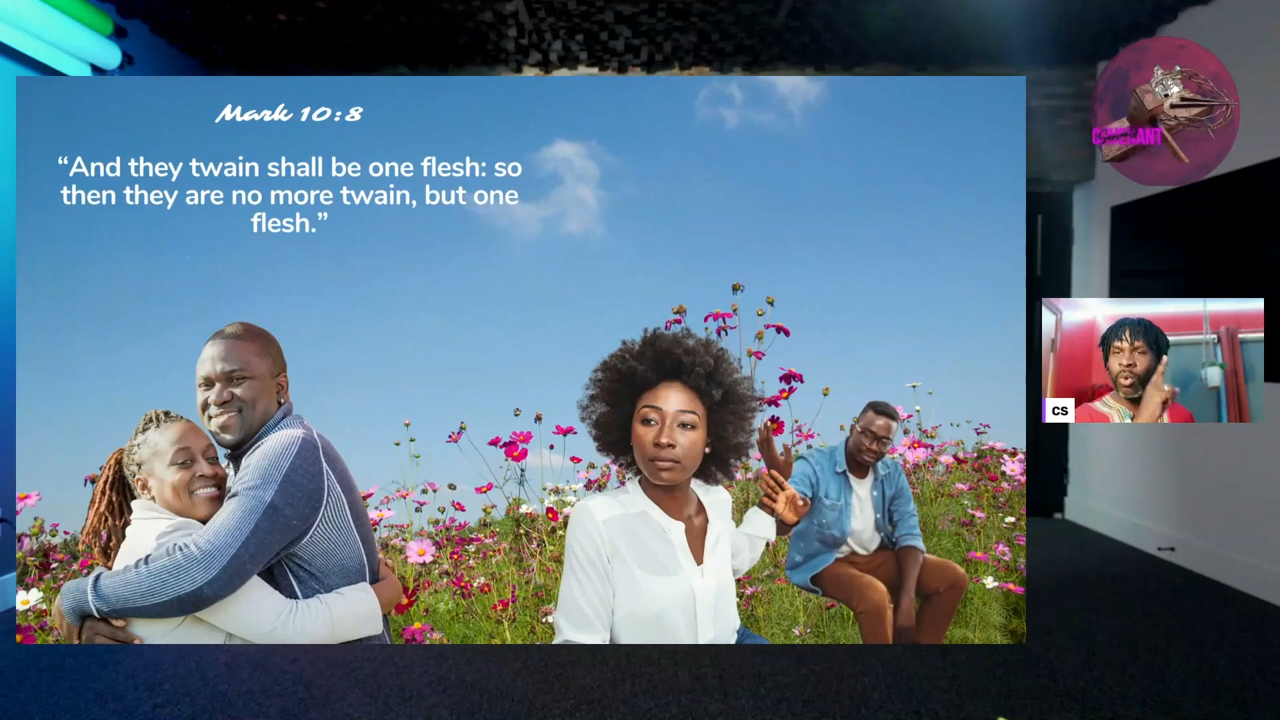 Mark 10:8
“And they twain shall be one flesh: so
then they are no more twain, but one
flesh.”
CS